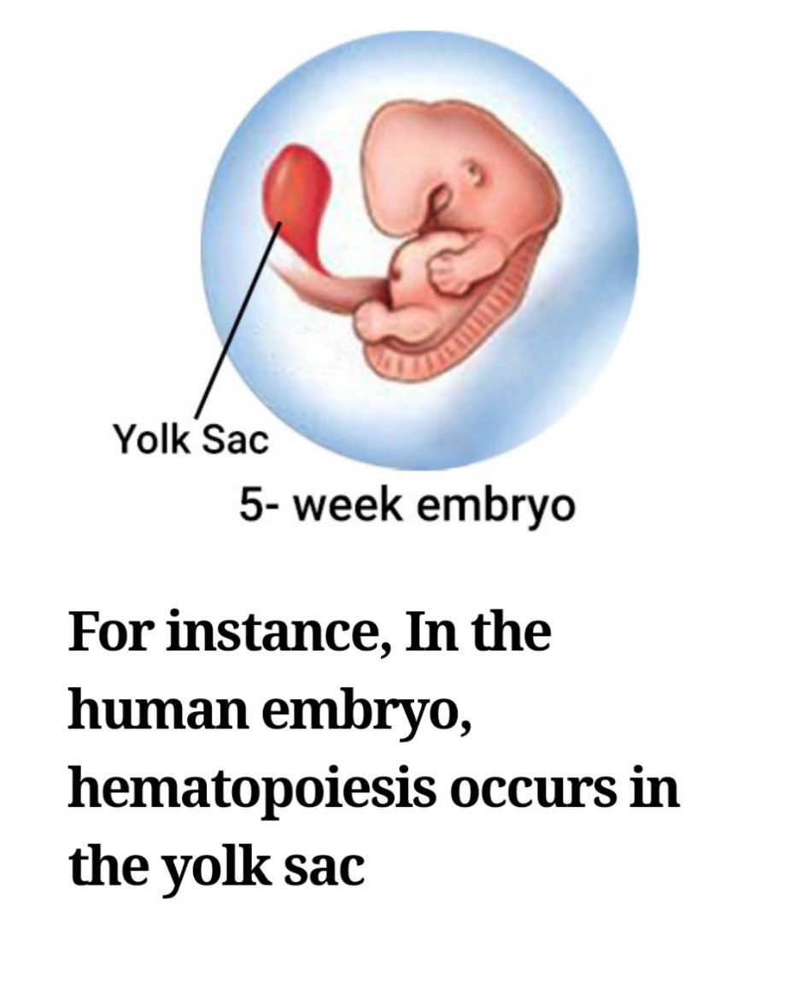 Yolk Sac
5- week embryo
For instance, In the
human embryo,
hematopoiesis occurs in
the yolk sac